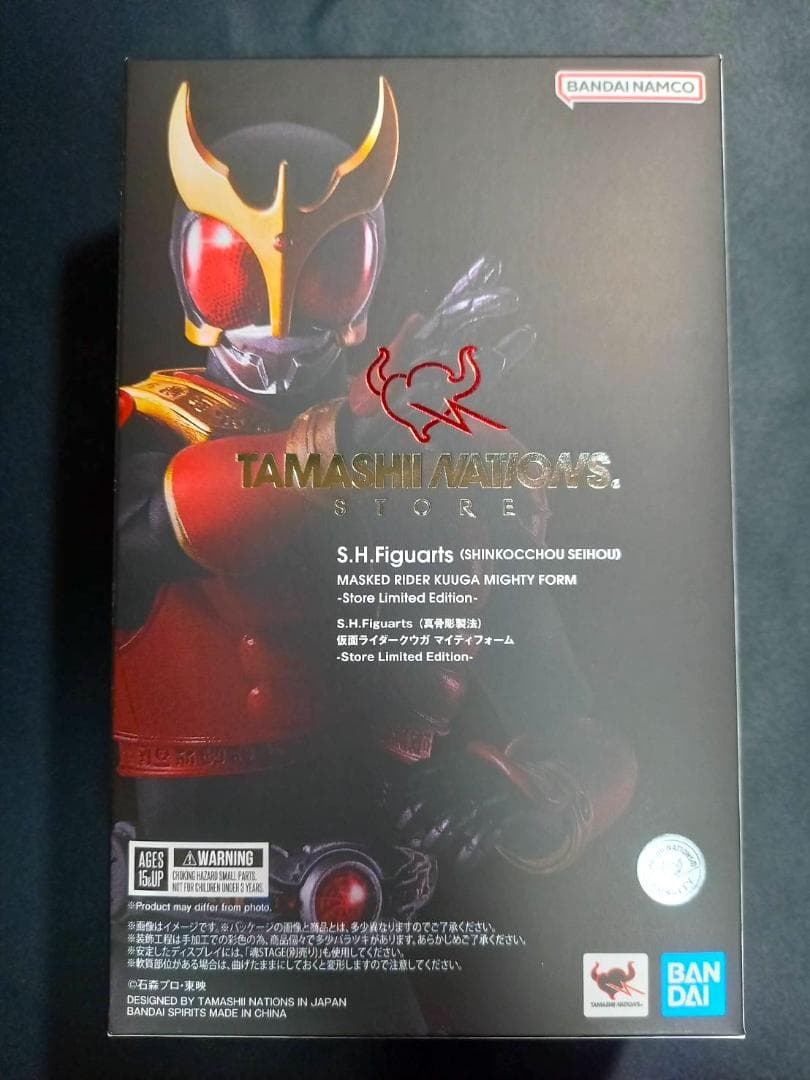 BANDAI NAMCO
TAMASHII NATIONS.
STORE
S.H.Figuarts (SHINKOCCHOU SEIHOU)
MASKED RIDER KUUGA MIGHTY FORM
-Store Limited Edition-
S.H.Figuarts（真骨彫製法）
仮面ライダークウガ マイティフォーム
-Store Limited Edition-
AGES
15&UP
WARNING
CHOKING HAZARD SMALL PARTS.
NOT FOR CHILDREN UNDER 3 YEARS.
※Product may differ from photo.
※画像はイメージです。※パッケージの画像と商品とは、多少異なりますのでご了承ください。
※装飾工程は手加工での彩色の為、商品個々で多少バラツキがあります。あらかじめご了承ください。
※安定したディスプレイには、「魂STAGE(別売り)」も使用してください。
※軟質部位がある場合は、曲げたままにしておくと変形しますので注意してください。
©石森プロ・東映
DESIGNED BY TAMASHII NATIONS IN JAPAN
BANDAI SPIRITS MADE IN CHINA
TAMASHII NATIONS.
BAN
DAI